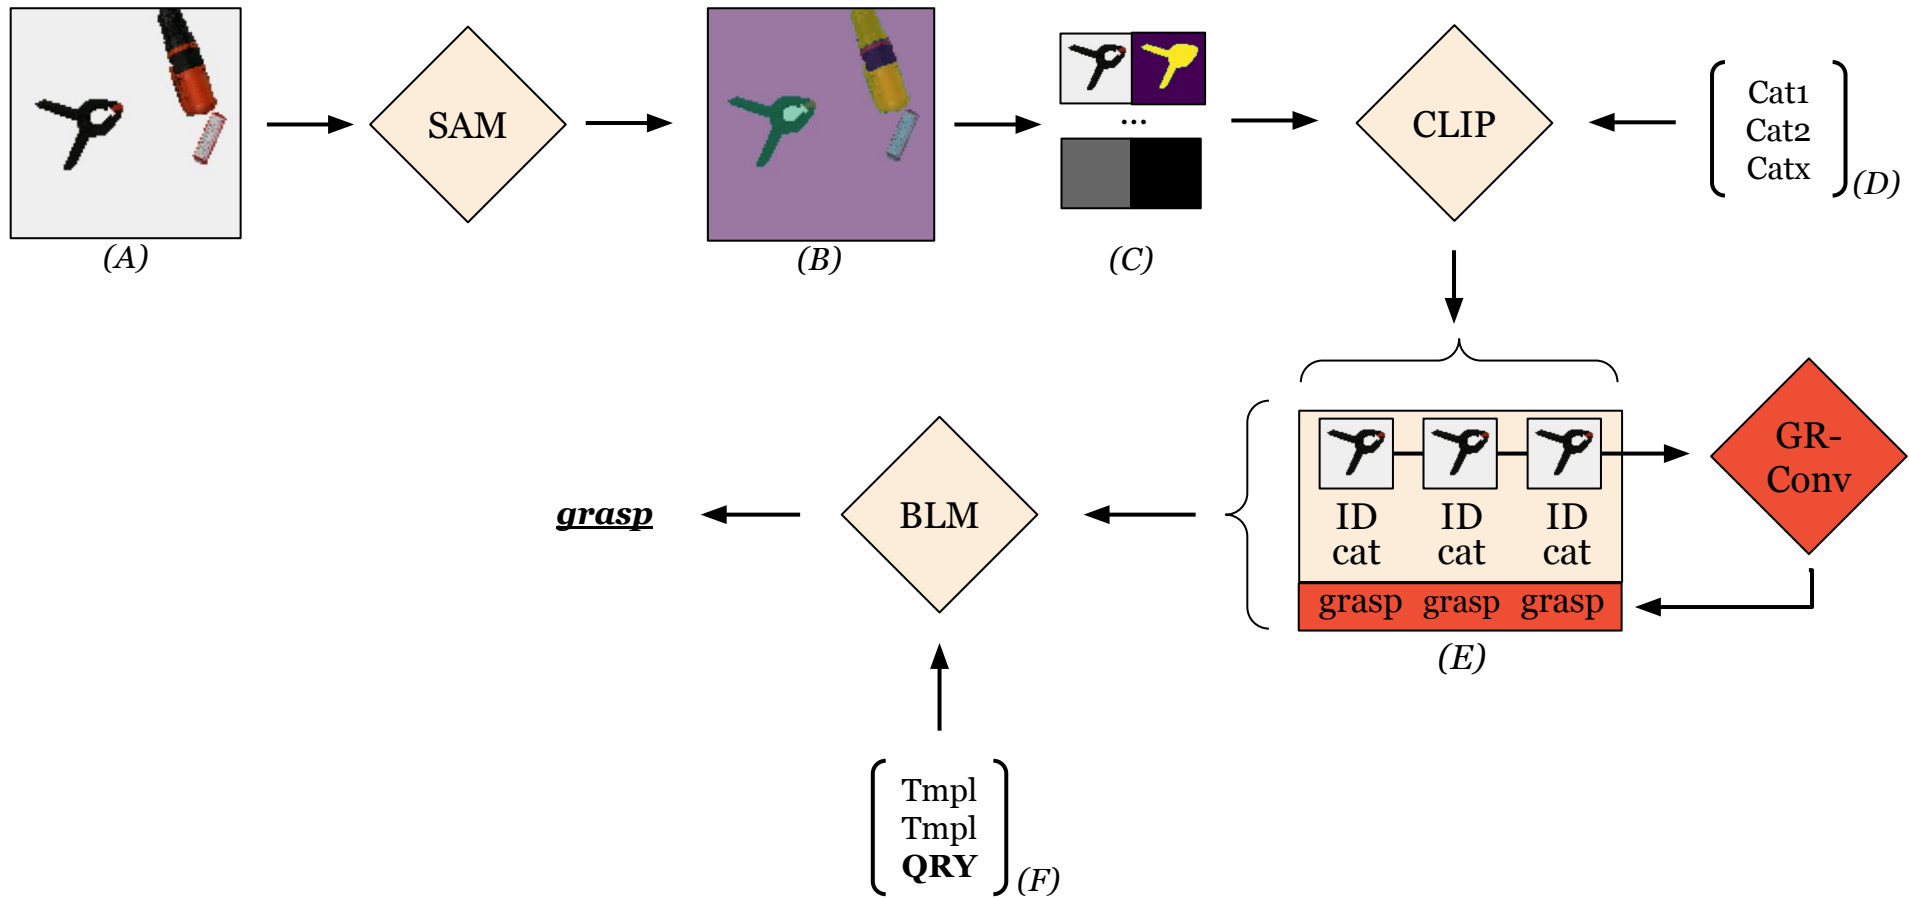 SAM
(A)
(B)
...
(C)
CLIP
Cat1
Cat2
Catx
(D)
GR-
Conv
ID ID ID
cat cat cat
grasp grasp grasp
(E)
BLM
grasp
Tmpl
Tmpl
QRY
(F)